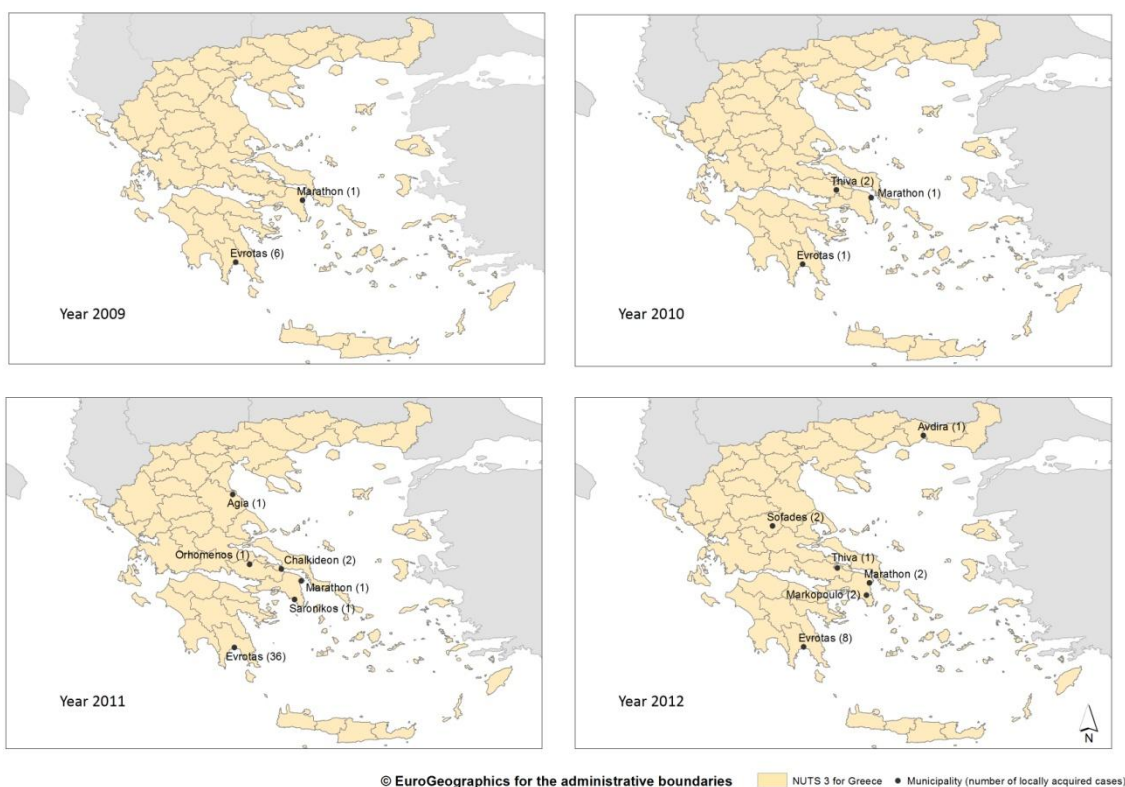 Marathon (1)
Evrotas (6)
Year 2009
Thiva (2)
Marathon (1)
Evrotas (1)
Year 2010
Agia (1)
Orhomenos (1)
Chalkideon (2)
Marathon (1)
Saronikos (1)
Evrotas (36)
Year 2011
Avdira (1)
Sofades (2)
Thiva (1)
Marathon (2)
Markopoulo (2)
Evrotas (8)
Year 2012
N
© EuroGeographics for the administrative boundaries
NUTS 3 for Greece
Municipality (number of locally acquired cases)